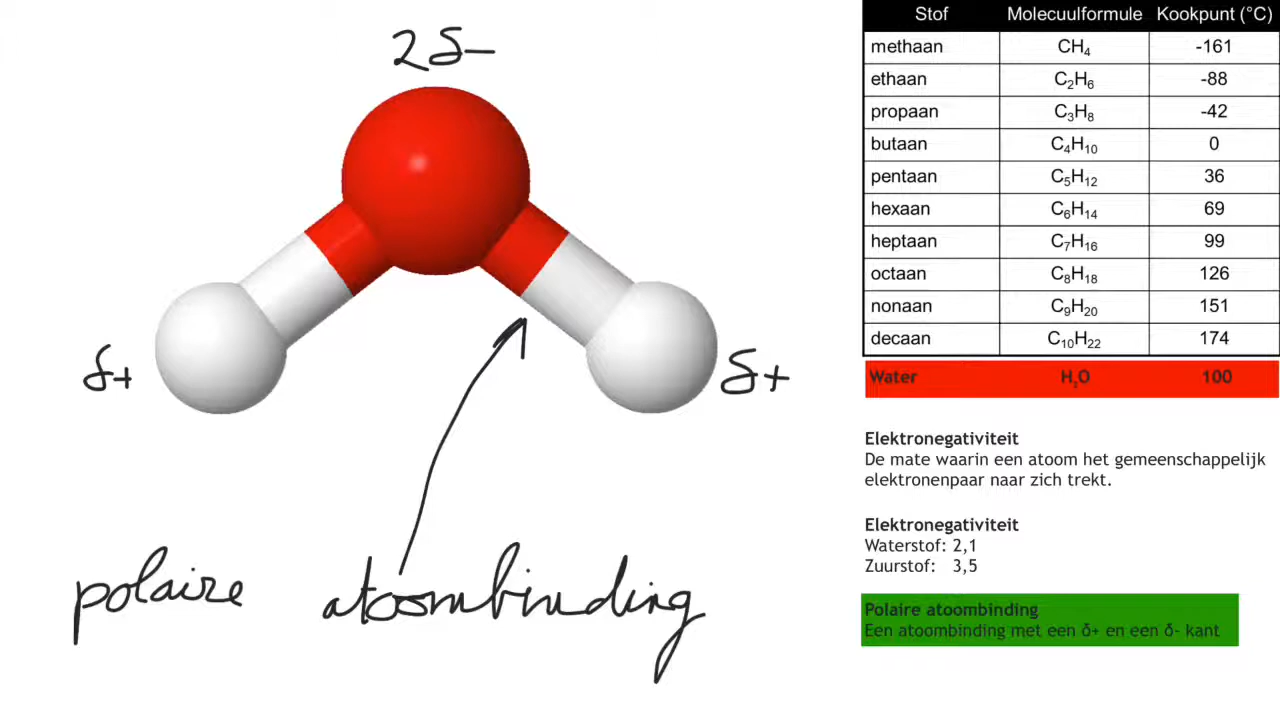 2δ-
δ+
δ+
polaire atoombinding
Stof Molecuulformule Kookpunt (°C)
methaan CH₄ -161
ethaan C₂H₆ -88
propaan C₃H₈ -42
butaan C₄H₁₀ 0
pentaan C₅H₁₂ 36
hexaan C₆H₁₄ 69
heptaan C₇H₁₆ 99
octaan C₈H₁₈ 126
nonaan C₉H₂₀ 151
decaan C₁₀H₂₂ 174
Water H₂O 100
Elektronegativiteit
De mate waarin een atoom het gemeenschappelijk
elektronenpaar naar zich trekt.
Elektronegativiteit
Waterstof: 2,1
Zuurstof: 3,5
Polaire atoombinding
Een atoombinding met een δ+ en een δ- kant